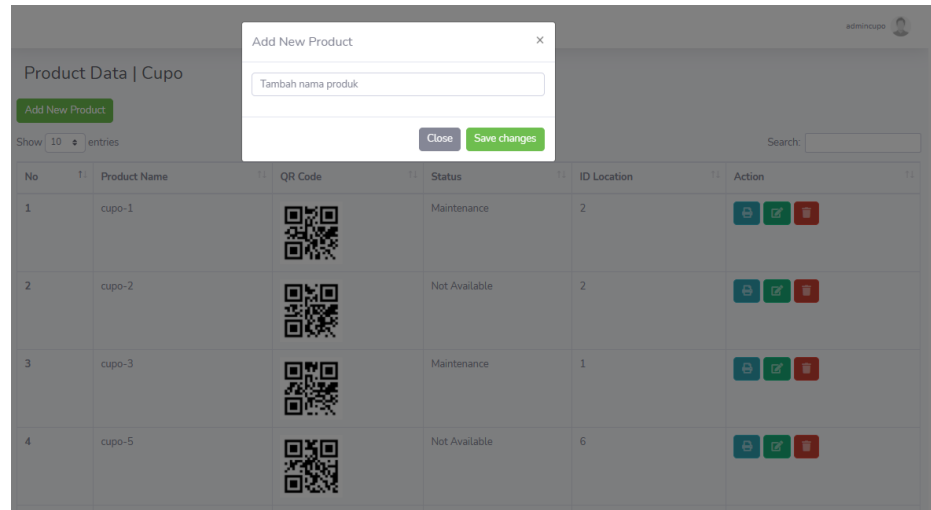 admincupo
Add New Product ×
Product Data | Cupo
Tambah nama produk
Add New Product
Close Save changes
Show 10 entries Search:
No Product Name QR Code Status ID Location Action
1 cupo-1 Maintenance 2
2 cupo-2 Not Available 2
3 cupo-3 Maintenance 1
4 cupo-5 Not Available 6